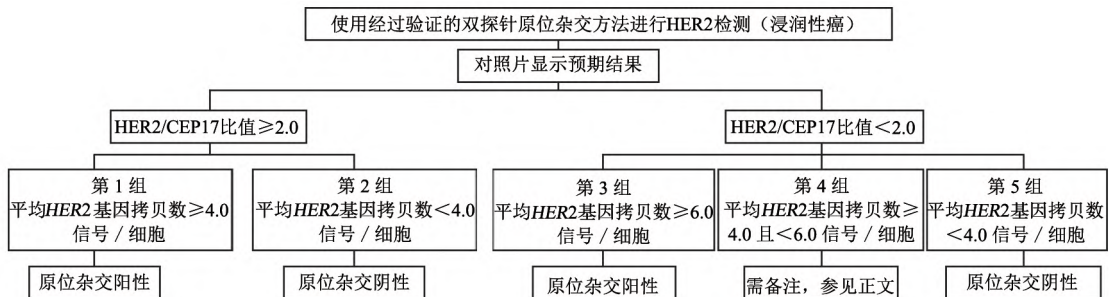 使用经过验证的双探针原位杂交方法进行HER2检测（浸润性癌）
对照片显示预期结果
HER2/CEP17比值≥2.0
HER2/CEP17比值＜2.0
第1组
平均HER2基因拷贝数≥4.0
信号／细胞
第2组
平均HER2基因拷贝数＜4.0
信号／细胞
第3组
平均HER2基因拷贝数≥6.0
信号／细胞
第4组
平均HER2基因拷贝数≥
4.0且＜6.0信号／细胞
第5组
平均HER2基因拷贝数
＜4.0信号／细胞
原位杂交阳性
原位杂交阴性
原位杂交阳性
需备注，参见正文
原位杂交阴性